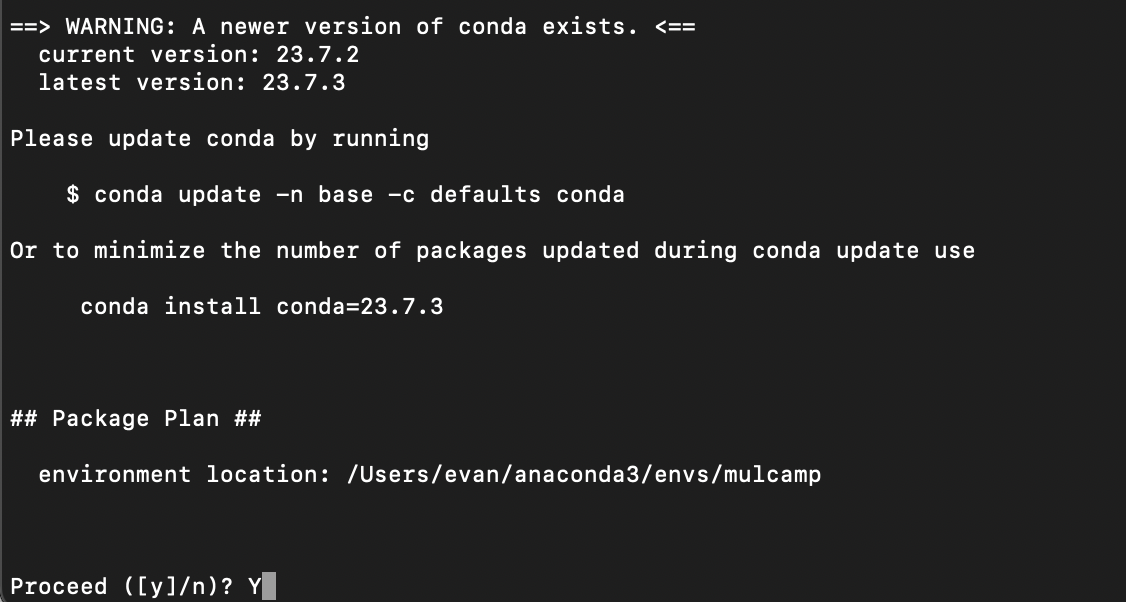 ==> WARNING: A newer version of conda exists. <==
  current version: 23.7.2
  latest version: 23.7.3
Please update conda by running
    $ conda update -n base -c defaults conda
Or to minimize the number of packages updated during conda update use
     conda install conda=23.7.3
## Package Plan ##
  environment location: /Users/evan/anaconda3/envs/mulcamp
Proceed ([y]/n)? Y